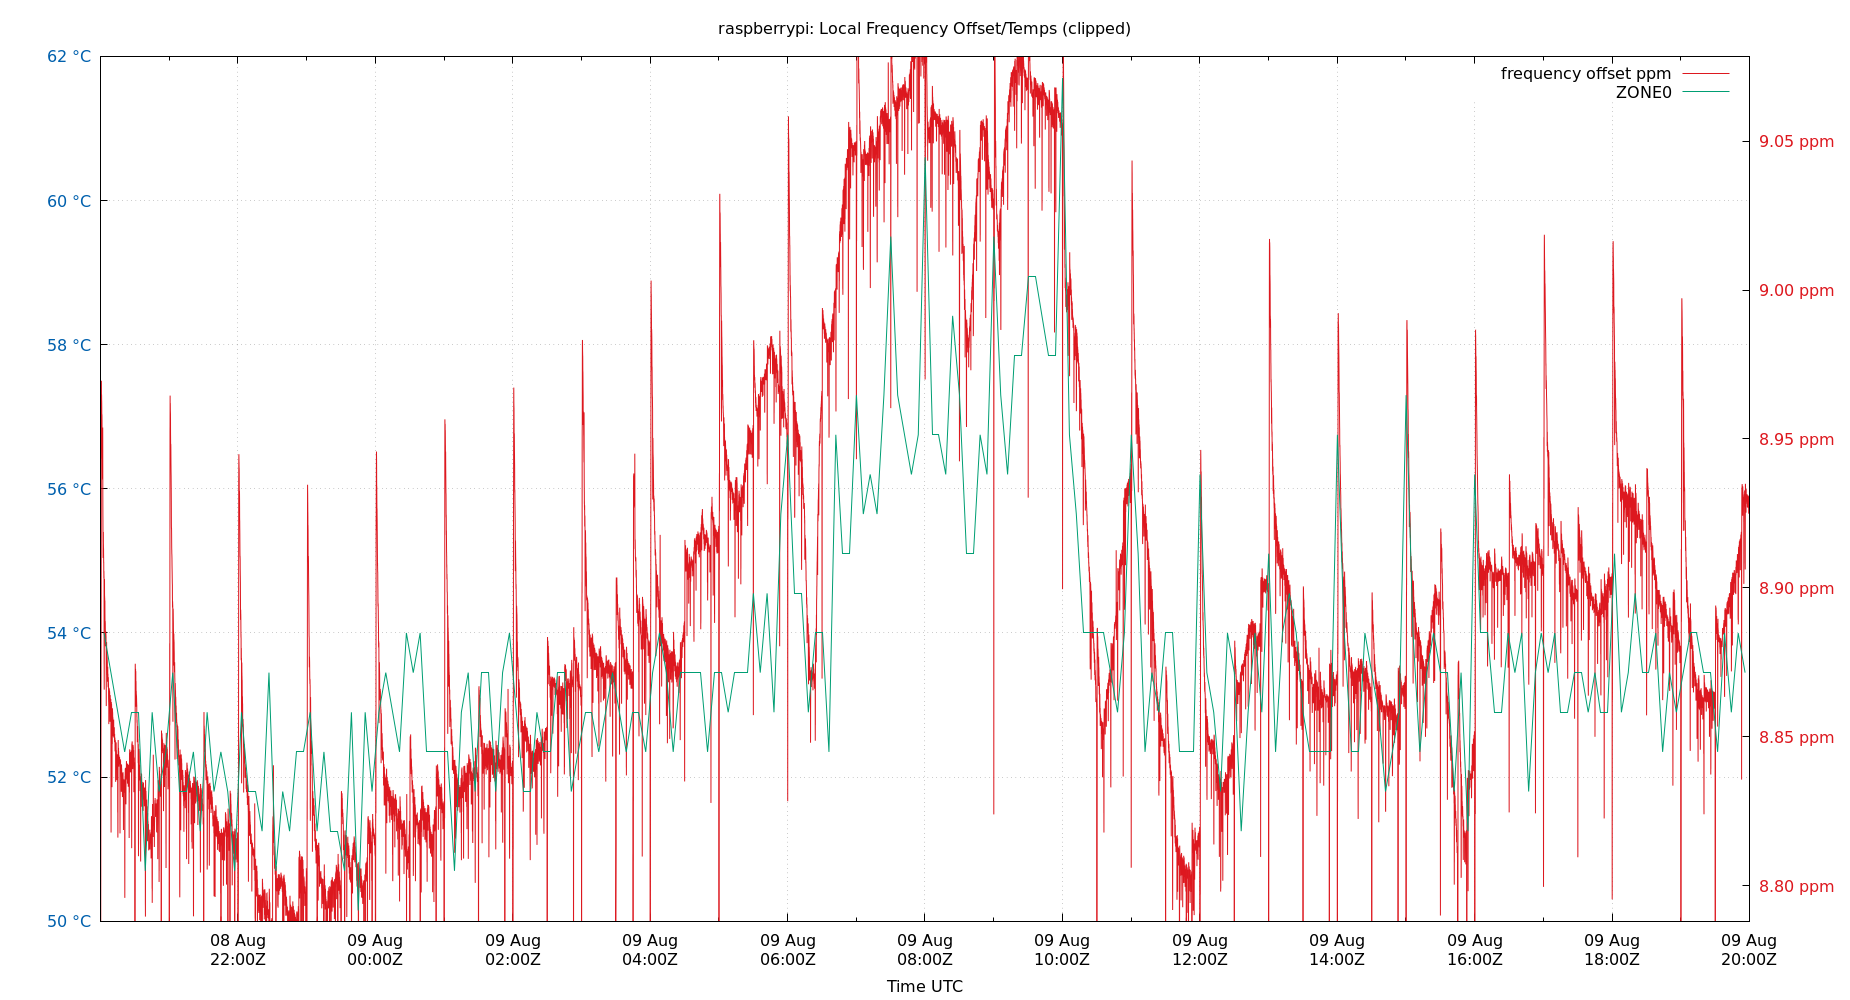 raspberrypi: Local Frequency Offset/Temps (clipped)
62 °C
60 °C
58 °C
56 °C
54 °C
52 °C
50 °C
frequency offset ppm
ZONE0
9.05 ppm
9.00 ppm
8.95 ppm
8.90 ppm
8.85 ppm
8.80 ppm
08 Aug
22:00Z
09 Aug
00:00Z
09 Aug
02:00Z
09 Aug
04:00Z
09 Aug
06:00Z
09 Aug
08:00Z
09 Aug
10:00Z
09 Aug
12:00Z
09 Aug
14:00Z
09 Aug
16:00Z
09 Aug
18:00Z
09 Aug
20:00Z
Time UTC